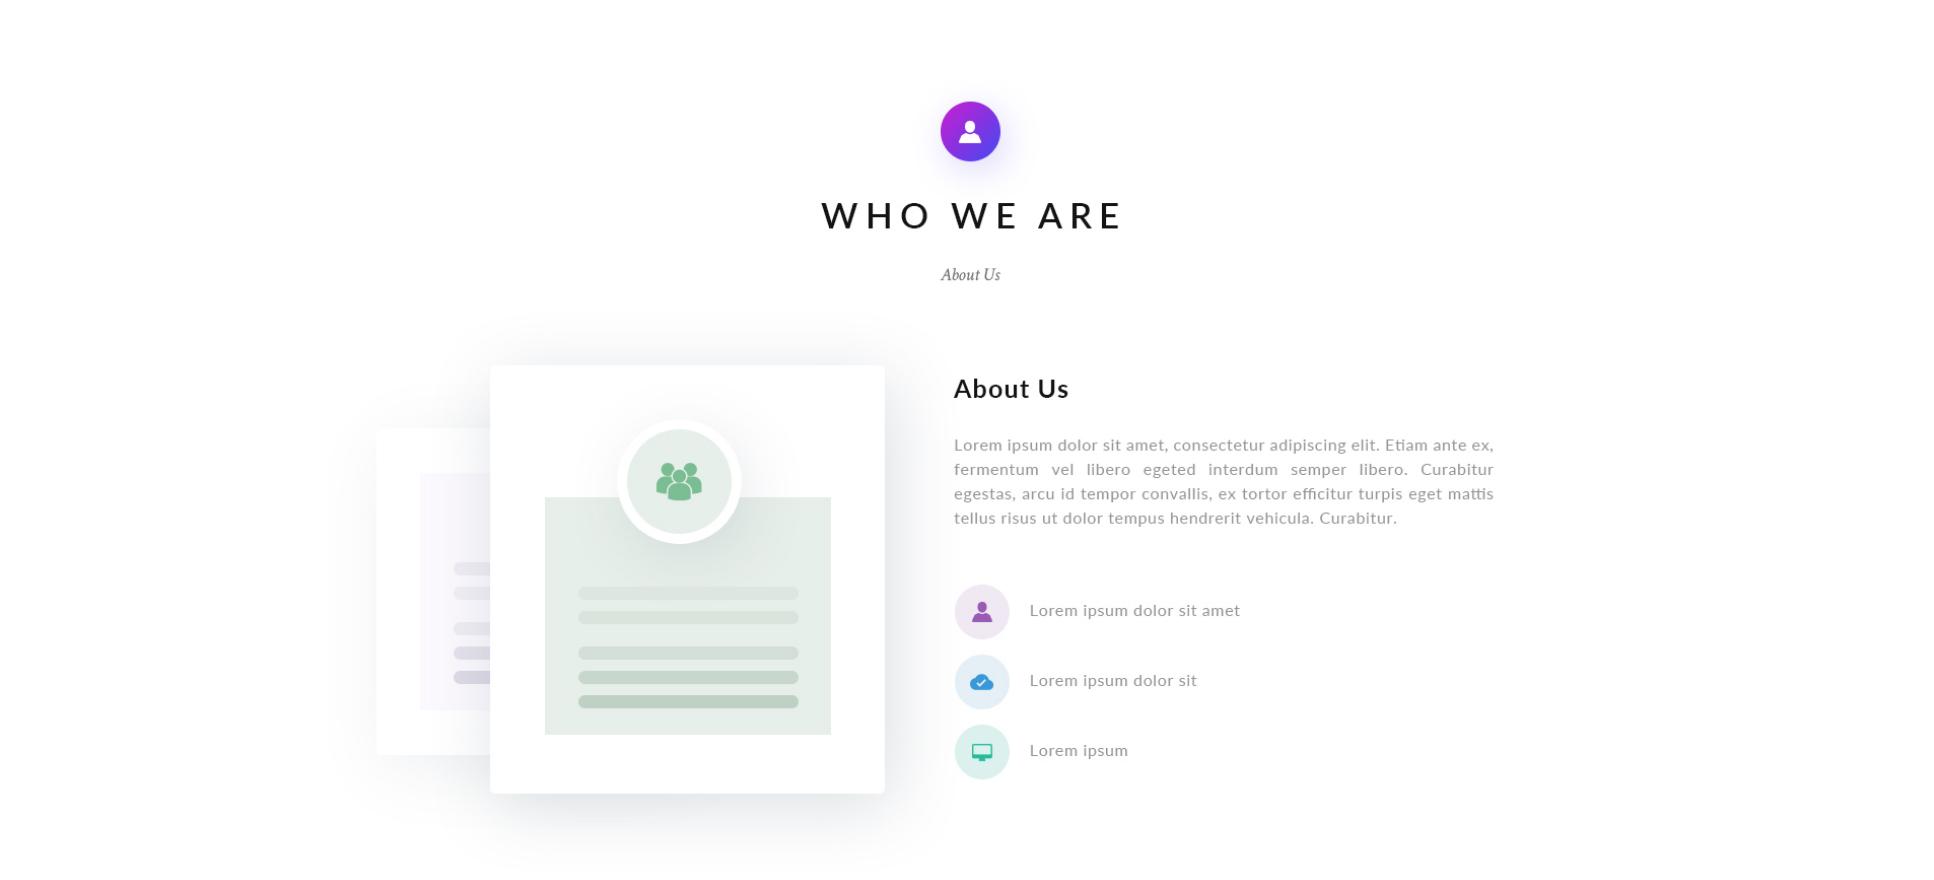 WHO WE ARE
About Us
About Us
Lorem ipsum dolor sit amet, consectetur adipiscing elit. Etiam ante ex,
fermentum vel libero egeted interdum semper libero. Curabitur
egestas, arcu id tempor convallis, ex tortor efficitur turpis eget mattis
tellus risus ut dolor tempus hendrerit vehicula. Curabitur.
Lorem ipsum dolor sit amet
Lorem ipsum dolor sit
Lorem ipsum